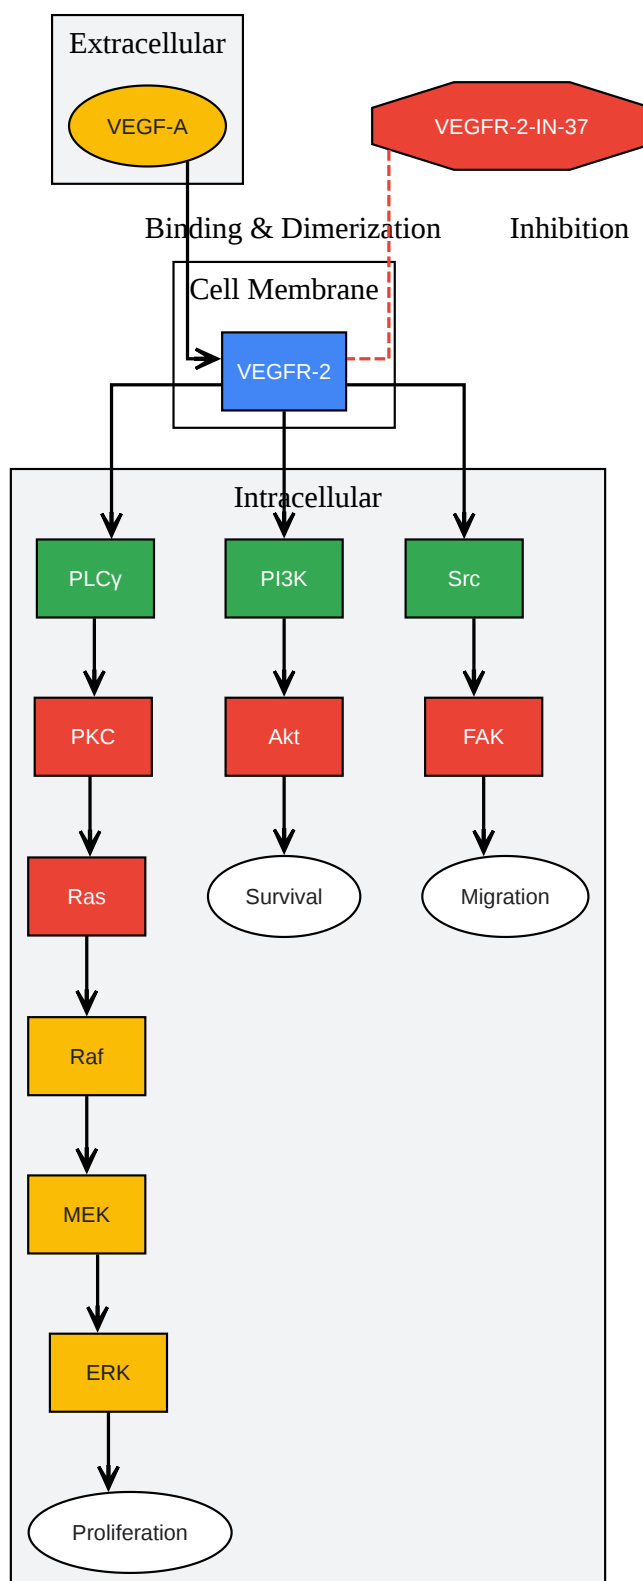 Extracellular
VEGF-A
VEGFR-2-IN-37
Binding & Dimerization
Inhibition
Cell Membrane
VEGFR-2
Intracellular
PLCγ
PI3K
Src
PKC
Akt
FAK
Ras
Survival
Migration
Raf
MEK
ERK
Proliferation